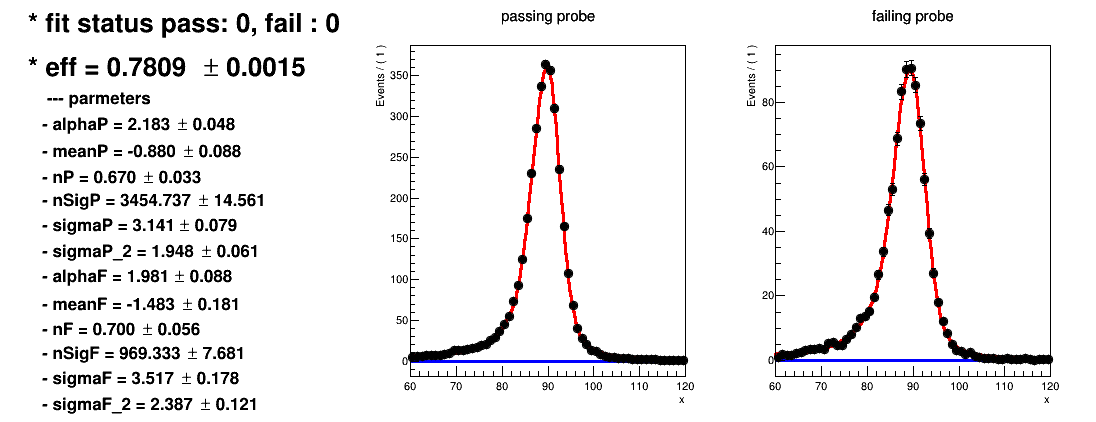 * fit status pass: 0, fail : 0
* eff = 0.7809 ± 0.0015
--- parmeters
- alphaP = 2.183 ± 0.048
- meanP = -0.880 ± 0.088
- nP = 0.670 ± 0.033
- nSigP = 3454.737 ± 14.561
- sigmaP = 3.141 ± 0.079
- sigmaP_2 = 1.948 ± 0.061
- alphaF = 1.981 ± 0.088
- meanF = -1.483 ± 0.181
- nF = 0.700 ± 0.056
- nSigF = 969.333 ± 7.681
- sigmaF = 3.517 ± 0.178
- sigmaF_2 = 2.387 ± 0.121
passing probe
Events / ( 1 )
350
300
250
200
150
100
50
0
60 70 80 90 100 110 120
x
failing probe
Events / ( 1 )
80
60
40
20
0
60 70 80 90 100 110 120
x